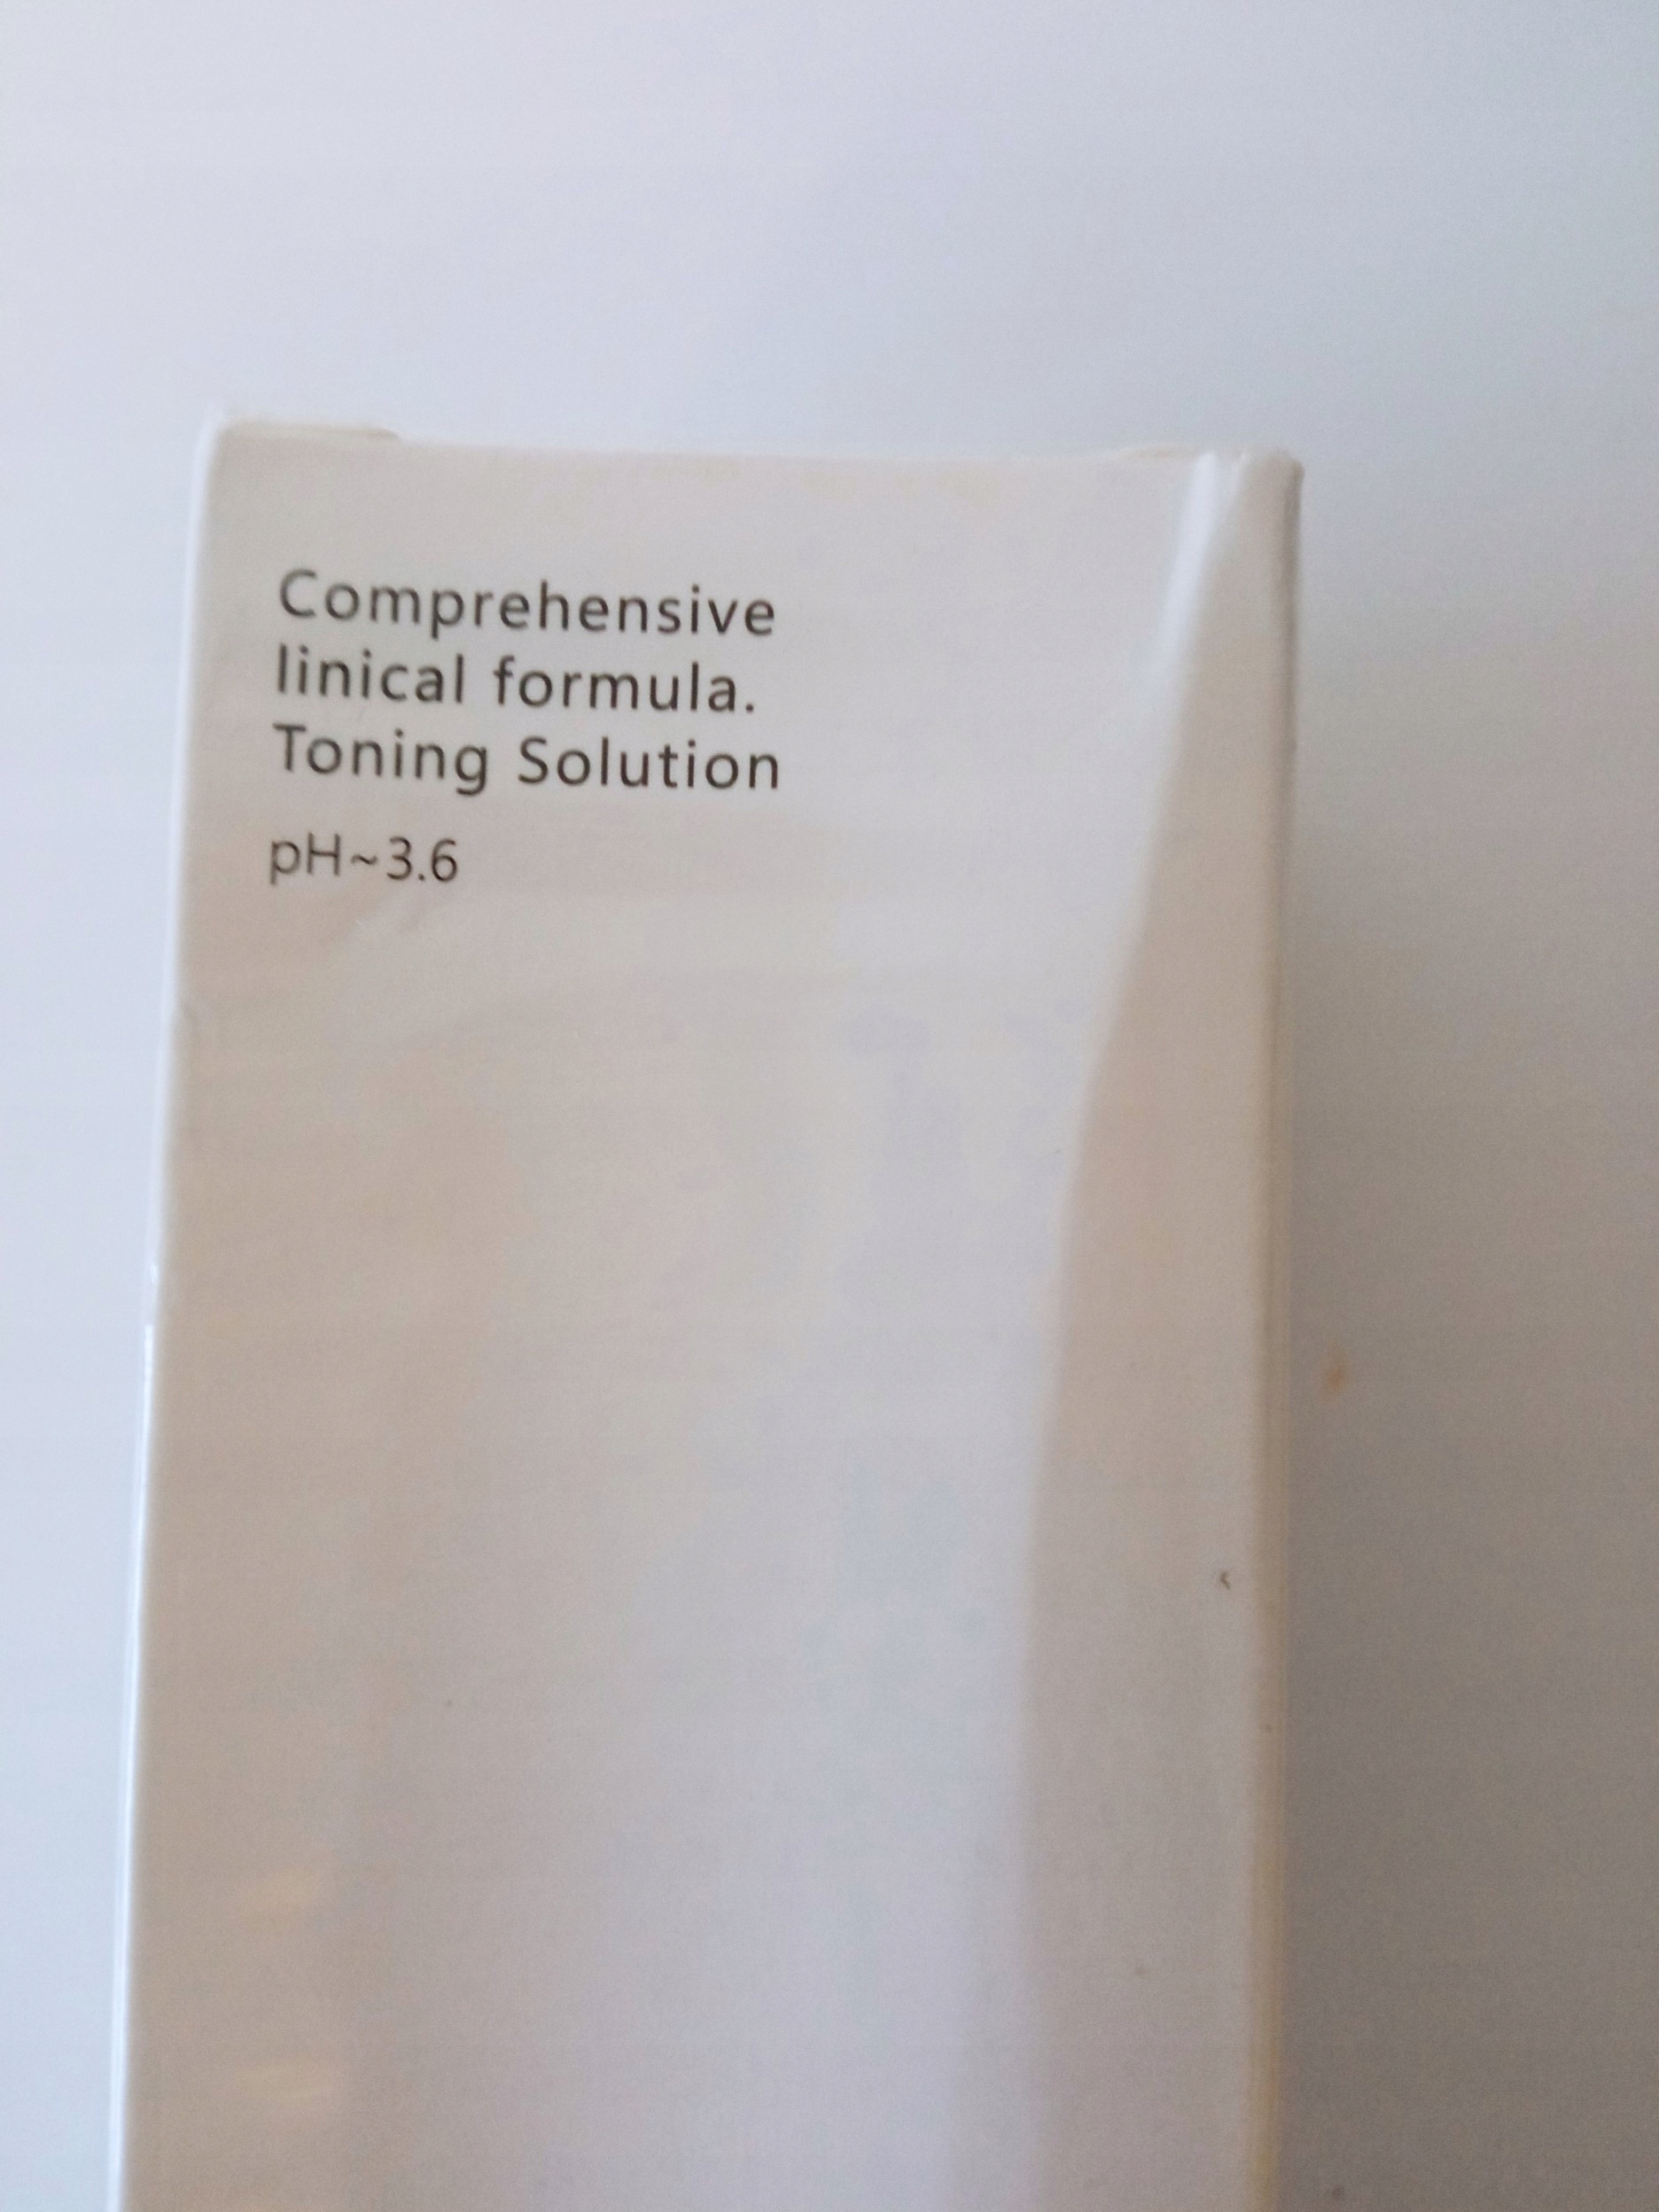 Comprehensive
linical formula.
Toning Solution
pH~3.6